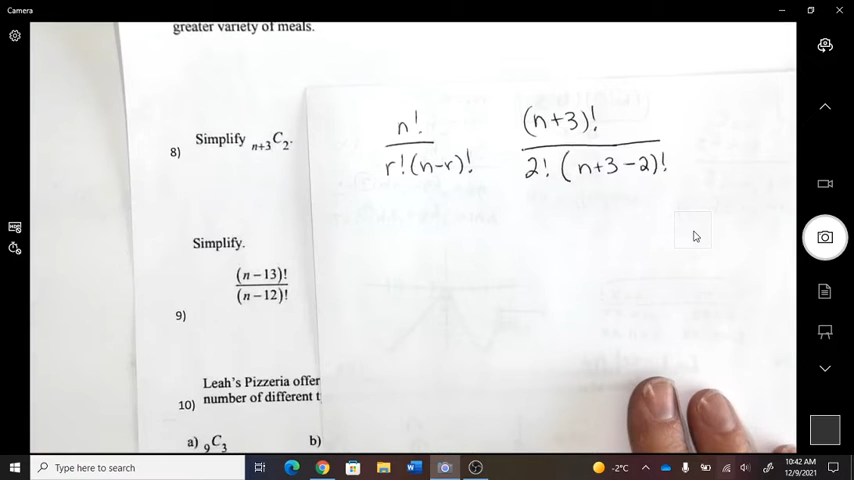 Camera
greater variety of meals.
8) Simplify n+3C2.
n!
r!(n-r)!
(n+3)!
2!(n+3-2)!
Simplify.
(n-13)!
(n-12)!
9)
Leah's Pizzeria offer
10) number of different t
a) 9C3 b)
Type here to search
-2°C
10:42 AM
12/9/2021